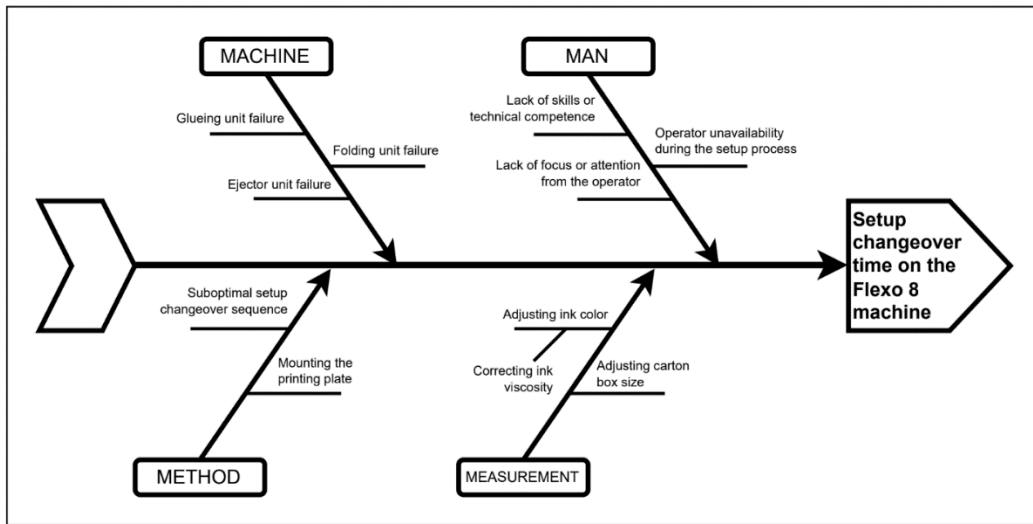 MACHINE
MAN
Glueing unit failure
Folding unit failure
Ejector unit failure
Lack of skills or
technical competence
Operator unavailability
during the setup process
Lack of focus or attention
from the operator
Setup
changeover
time on the
Flexo 8
machine
Suboptimal setup
changeover sequence
Mounting the
printing plate
Adjusting ink color
Correcting ink
viscosity
Adjusting carton
box size
METHOD
MEASUREMENT